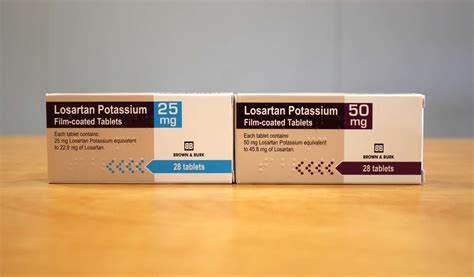 Losartan Potassium
Film-coated Tablets
25
mg
Each tablet contains:
25 mg Losartan Potassium equivalent
to 22.9 mg of Losartan.
BB
BROWN & BURK
28 tablets
Losartan Potassium
Film-coated Tablets
50
mg
Each tablet contains:
50 mg Losartan Potassium equivalent
to 45.8 mg of Losartan.
BB
BROWN & BURK
28 tablets